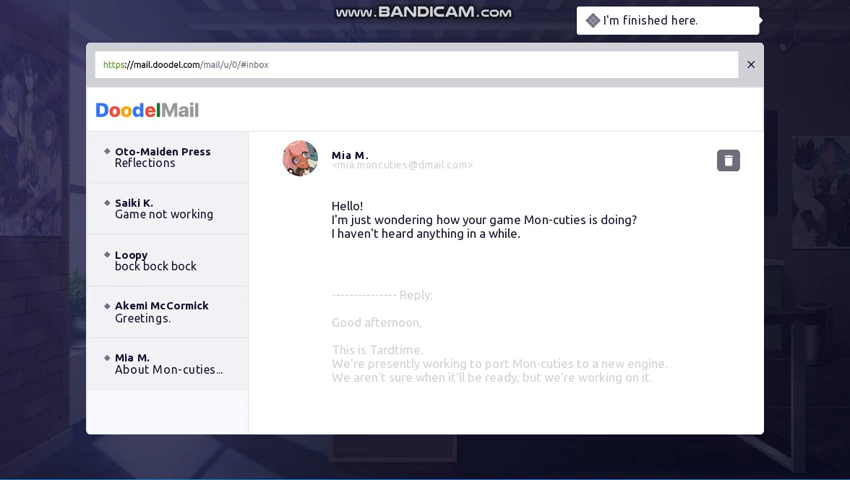 www.BANDICAM.com
I'm finished here.
https://mail.doodel.com/mail/u/0/#inbox
DoodelMail
Oto-Maiden Press
Reflections
Saiki K.
Game not working
Loopy
bock bock bock
Akemi McCormick
Greetings.
Mia M.
About Mon-cuties...
Mia M.
<mia.moncuties@dmail.com>
Hello!
I'm just wondering how your game Mon-cuties is doing?
I haven't heard anything in a while.
--------------- Reply:
Good afternoon,
This is Tardtime.
We're presently working to port Mon-cuties to a new engine.
We aren't sure when it'll be ready, but we're working on it.